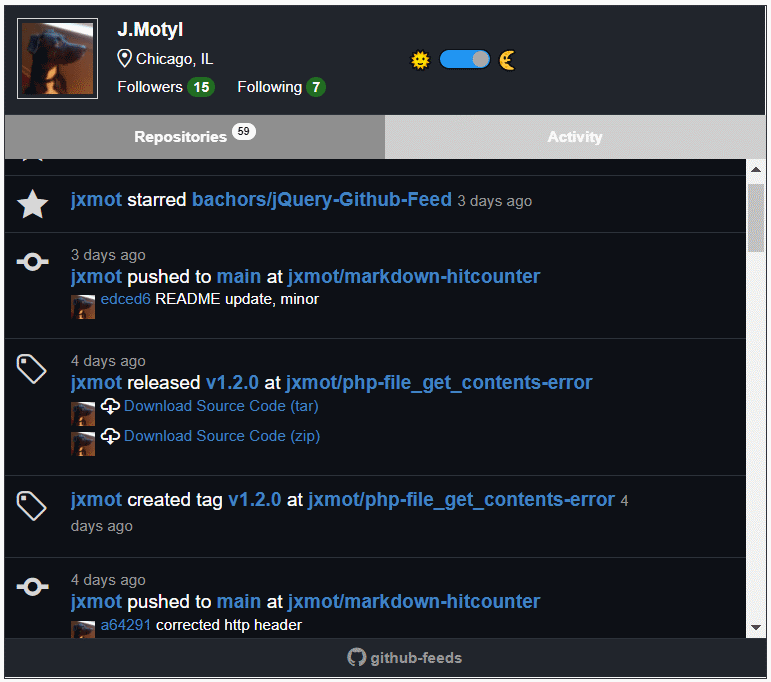 J.Motyl
Chicago, IL
Followers 15 Following 7
Repositories 59 Activity
jxmot starred bachors/jQuery-Github-Feed 3 days ago
3 days ago
jxmot pushed to main at jxmot/markdown-hitcounter
edced6 README update, minor
4 days ago
jxmot released v1.2.0 at jxmot/php-file_get_contents-error
Download Source Code (tar)
Download Source Code (zip)
jxmot created tag v1.2.0 at jxmot/php-file_get_contents-error 4
days ago
4 days ago
jxmot pushed to main at jxmot/markdown-hitcounter
a64291 corrected http header
github-feeds